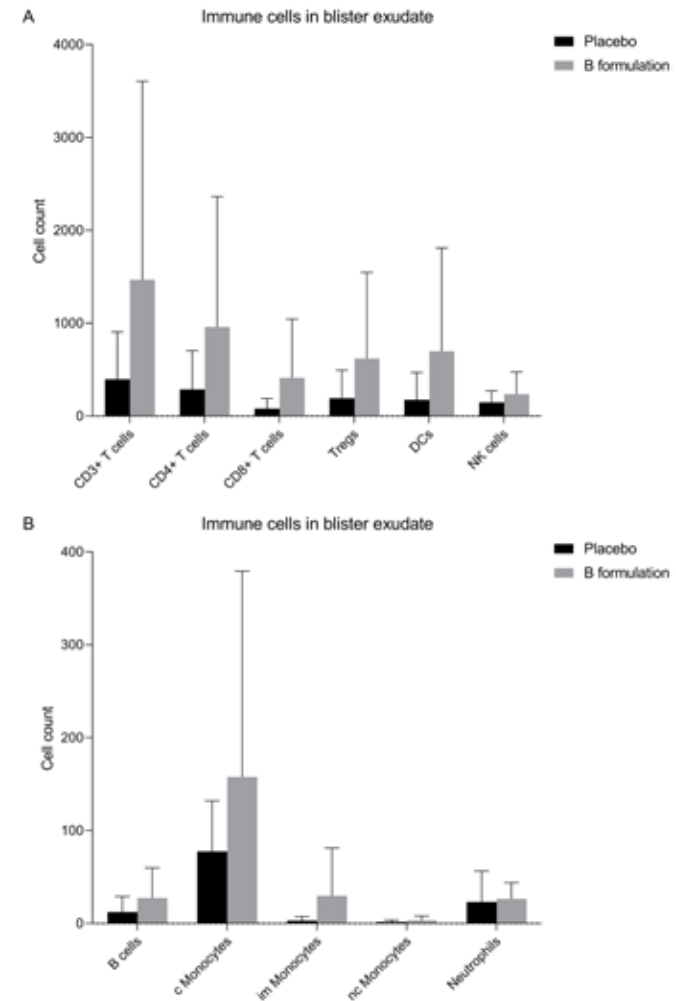 A
Immune cells in blister exudate
Placebo
B formulation
4000
3000
2000
1000
0
Cell count
CD3+ T cells
CD4+ T cells
CD8+ T cells
Tregs
DCs
NK cells
B
Immune cells in blister exudate
Placebo
B formulation
400
300
200
100
0
Cell count
B cells
c Monocytes
im Monocytes
nc Monocytes
Neutrophils